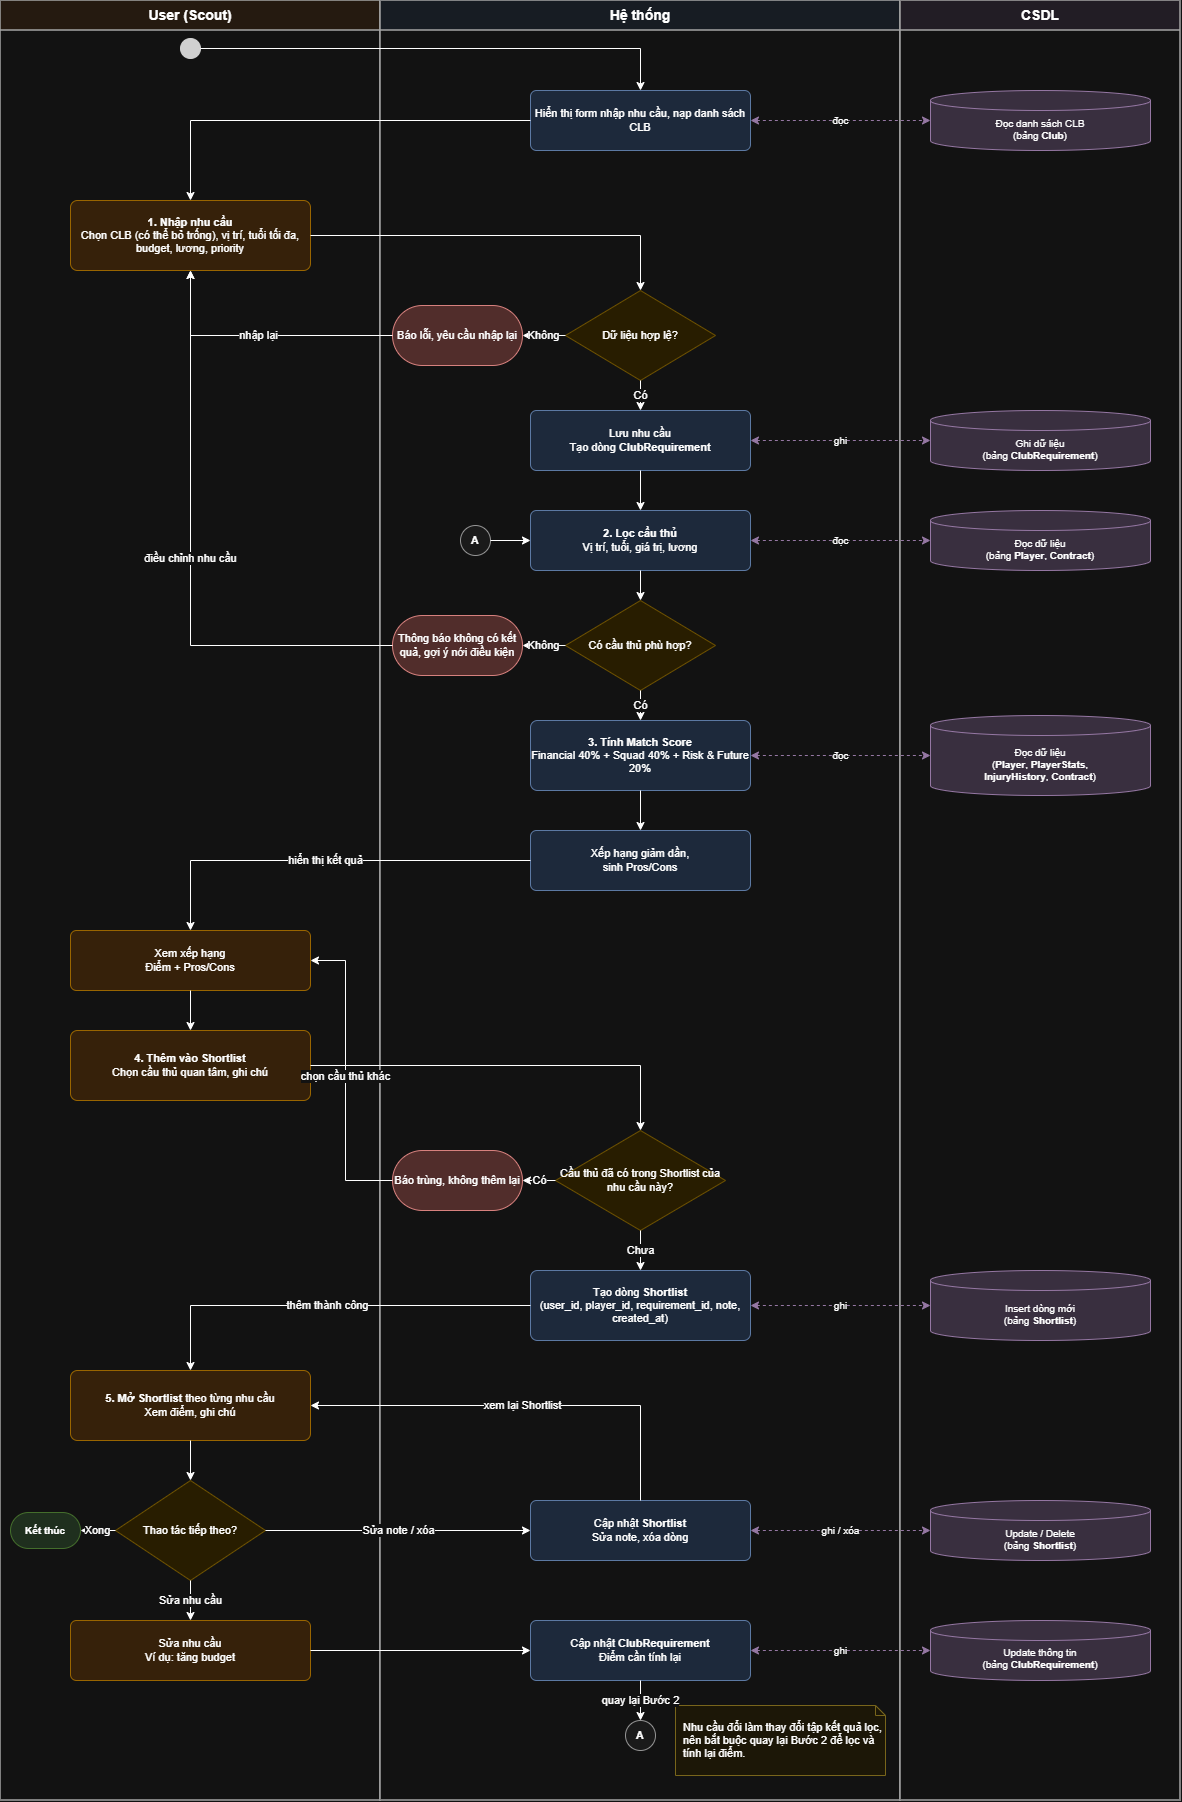 User (Scout)
Hệ thống
CSDL
Hiển thị form nhập nhu cầu, nạp danh sách
CLB
đọc
Đọc danh sách CLB
(bảng Club)
1. Nhập nhu cầu
Chọn CLB (có thể bỏ trống), vị trí, tuổi tối đa,
budget, lương, priority
nhập lại
Báo lỗi, yêu cầu nhập lại
Không
Dữ liệu hợp lệ?
Có
Lưu nhu cầu
Tạo dòng ClubRequirement
ghi
Ghi dữ liệu
(bảng ClubRequirement)
A
2. Lọc cầu thủ
Vị trí, tuổi, giá trị, lương
đọc
Đọc dữ liệu
(bảng Player, Contract)
điều chỉnh nhu cầu
Thông báo không có kết
quả, gợi ý nới điều kiện
Không
Có cầu thủ phù hợp?
Có
3. Tính Match Score
Financial 40% + Squad 40% + Risk & Future
20%
đọc
Đọc dữ liệu
(Player, PlayerStats,
InjuryHistory, Contract)
hiển thị kết quả
Xếp hạng giảm dần,
sinh Pros/Cons
Xem xếp hạng
Điểm + Pros/Cons
4. Thêm vào Shortlist
Chọn cầu thủ quan tâm, ghi chú
chọn cầu thủ khác
Báo trùng, không thêm lại
Có
Cầu thủ đã có trong Shortlist của
nhu cầu này?
Chưa
thêm thành công
Tạo dòng Shortlist
(user_id, player_id, requirement_id, note,
created_at)
ghi
Insert dòng mới
(bảng Shortlist)
5. Mở Shortlist theo từng nhu cầu
Xem điểm, ghi chú
xem lại Shortlist
Kết thúc
Xong
Thao tác tiếp theo?
Sửa note / xóa
Cập nhật Shortlist
Sửa note, xóa dòng
ghi / xóa
Update / Delete
(bảng Shortlist)
Sửa nhu cầu
Sửa nhu cầu
Ví dụ: tăng budget
Cập nhật ClubRequirement
Điểm cần tính lại
ghi
Update thông tin
(bảng ClubRequirement)
quay lại Bước 2
A
Nhu cầu đổi làm thay đổi tập kết quả lọc,
nên bắt buộc quay lại Bước 2 để lọc và
tính lại điểm.